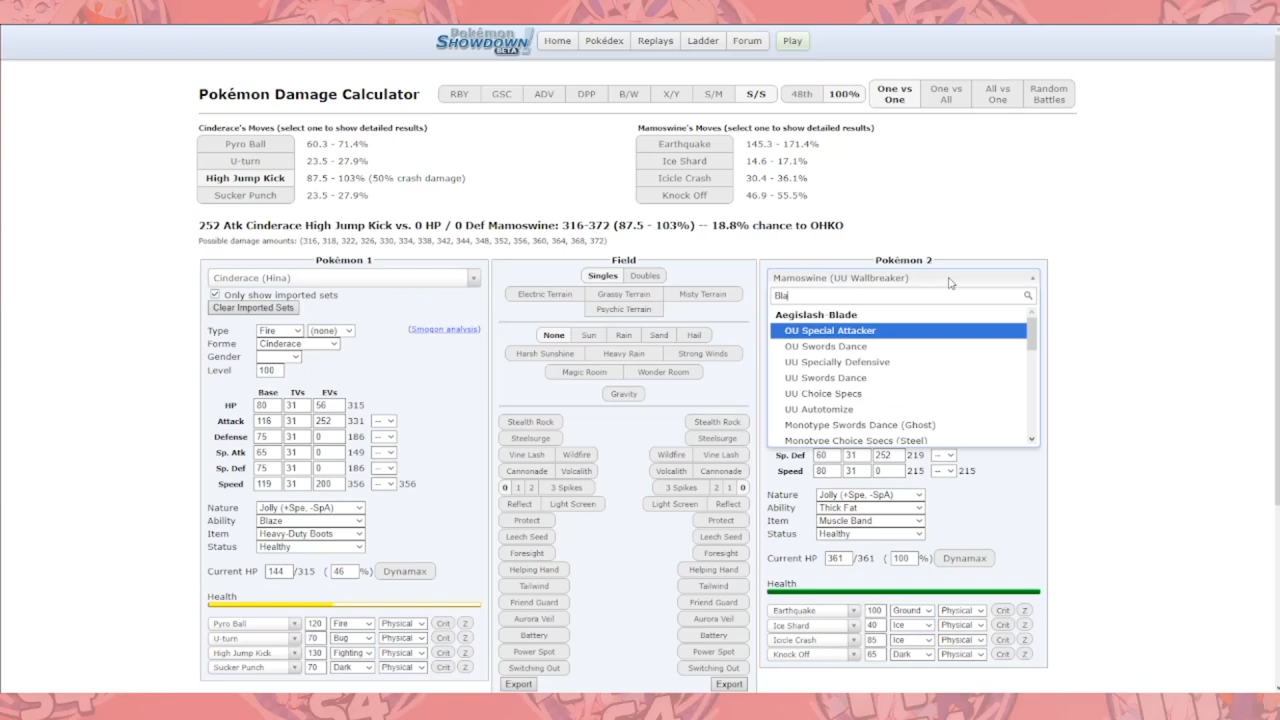 Pokémon
SHOWDOWN!
BETA
Home Pokédex Replays Ladder Forum Play
Pokémon Damage Calculator
RBY GSC ADV DPP B/W X/Y S/M S/S 48th 100% One vs One One vs All All vs One Random Battles
Cinderace's Moves (select one to show detailed results)
Pyro Ball 60.3 - 71.4%
U-turn 23.5 - 27.9%
High Jump Kick 87.5 - 103% (50% crash damage)
Sucker Punch 23.5 - 27.9%
Mamoswine's Moves (select one to show detailed results)
Earthquake 145.3 - 171.4%
Ice Shard 14.6 - 17.1%
Icicle Crash 30.4 - 36.1%
Knock Off 46.9 - 55.5%
252 Atk Cinderace High Jump Kick vs. 0 HP / 0 Def Mamoswine: 316-372 (87.5 - 103%) -- 18.8% chance to OHKO
Possible damage amounts: (316, 318, 322, 326, 330, 334, 338, 342, 344, 348, 352, 356, 360, 364, 368, 372)
Pokémon 1
Cinderace (Hina)
Only show imported sets
Clear Imported Sets
Type Fire (none) (Smogon analysis)
Forme Cinderace
Gender
Level 100
Base IVs EVs
HP 80 31 56 315
Attack 116 31 252 331 --
Defense 75 31 0 186 --
Sp. Atk 65 31 0 149 --
Sp. Def 75 31 0 186 --
Speed 119 31 200 356 -- 356
Nature Jolly (+Spe, -SpA)
Ability Blaze
Item Heavy-Duty Boots
Status Healthy
Current HP 144 /315 ( 46 %) Dynamax
Health
Pyro Ball 120 Fire Physical Crit Z
U-turn 70 Bug Physical Crit Z
High Jump Kick 130 Fighting Physical Crit Z
Sucker Punch 70 Dark Physical Crit Z
Field
Singles Doubles
Electric Terrain Grassy Terrain Misty Terrain
Psychic Terrain
None Sun Rain Sand Hail
Harsh Sunshine Heavy Rain Strong Winds
Magic Room Wonder Room
Gravity
Stealth Rock Stealth Rock
Steelsurge Steelsurge
Vine Lash Wildfire Wildfire Vine Lash
Cannonade Volcalith Volcalith Cannonade
0 1 2 3 Spikes 3 Spikes 2 1 0
Reflect Light Screen Light Screen Reflect
Protect Protect
Leech Seed Leech Seed
Foresight Foresight
Helping Hand Helping Hand
Tailwind Tailwind
Friend Guard Friend Guard
Aurora Veil Aurora Veil
Battery Battery
Power Spot Power Spot
Switching Out Switching Out
Export Export
Pokémon 2
Mamoswine (UU Wallbreaker)
Bla
Aegislash-Blade
OU Special Attacker
OU Swords Dance
UU Specially Defensive
UU Swords Dance
UU Choice Specs
UU Autotomize
Monotype Swords Dance (Ghost)
Monotype Choice Specs (Steel)
Sp. Def 60 31 252 219 --
Speed 80 31 0 215 -- 215
Nature Jolly (+Spe, -SpA)
Ability Thick Fat
Item Muscle Band
Status Healthy
Current HP 361 /361 ( 100 %) Dynamax
Health
Earthquake 100 Ground Physical Crit Z
Ice Shard 40 Ice Physical Crit Z
Icicle Crash 85 Ice Physical Crit Z
Knock Off 65 Dark Physical Crit Z